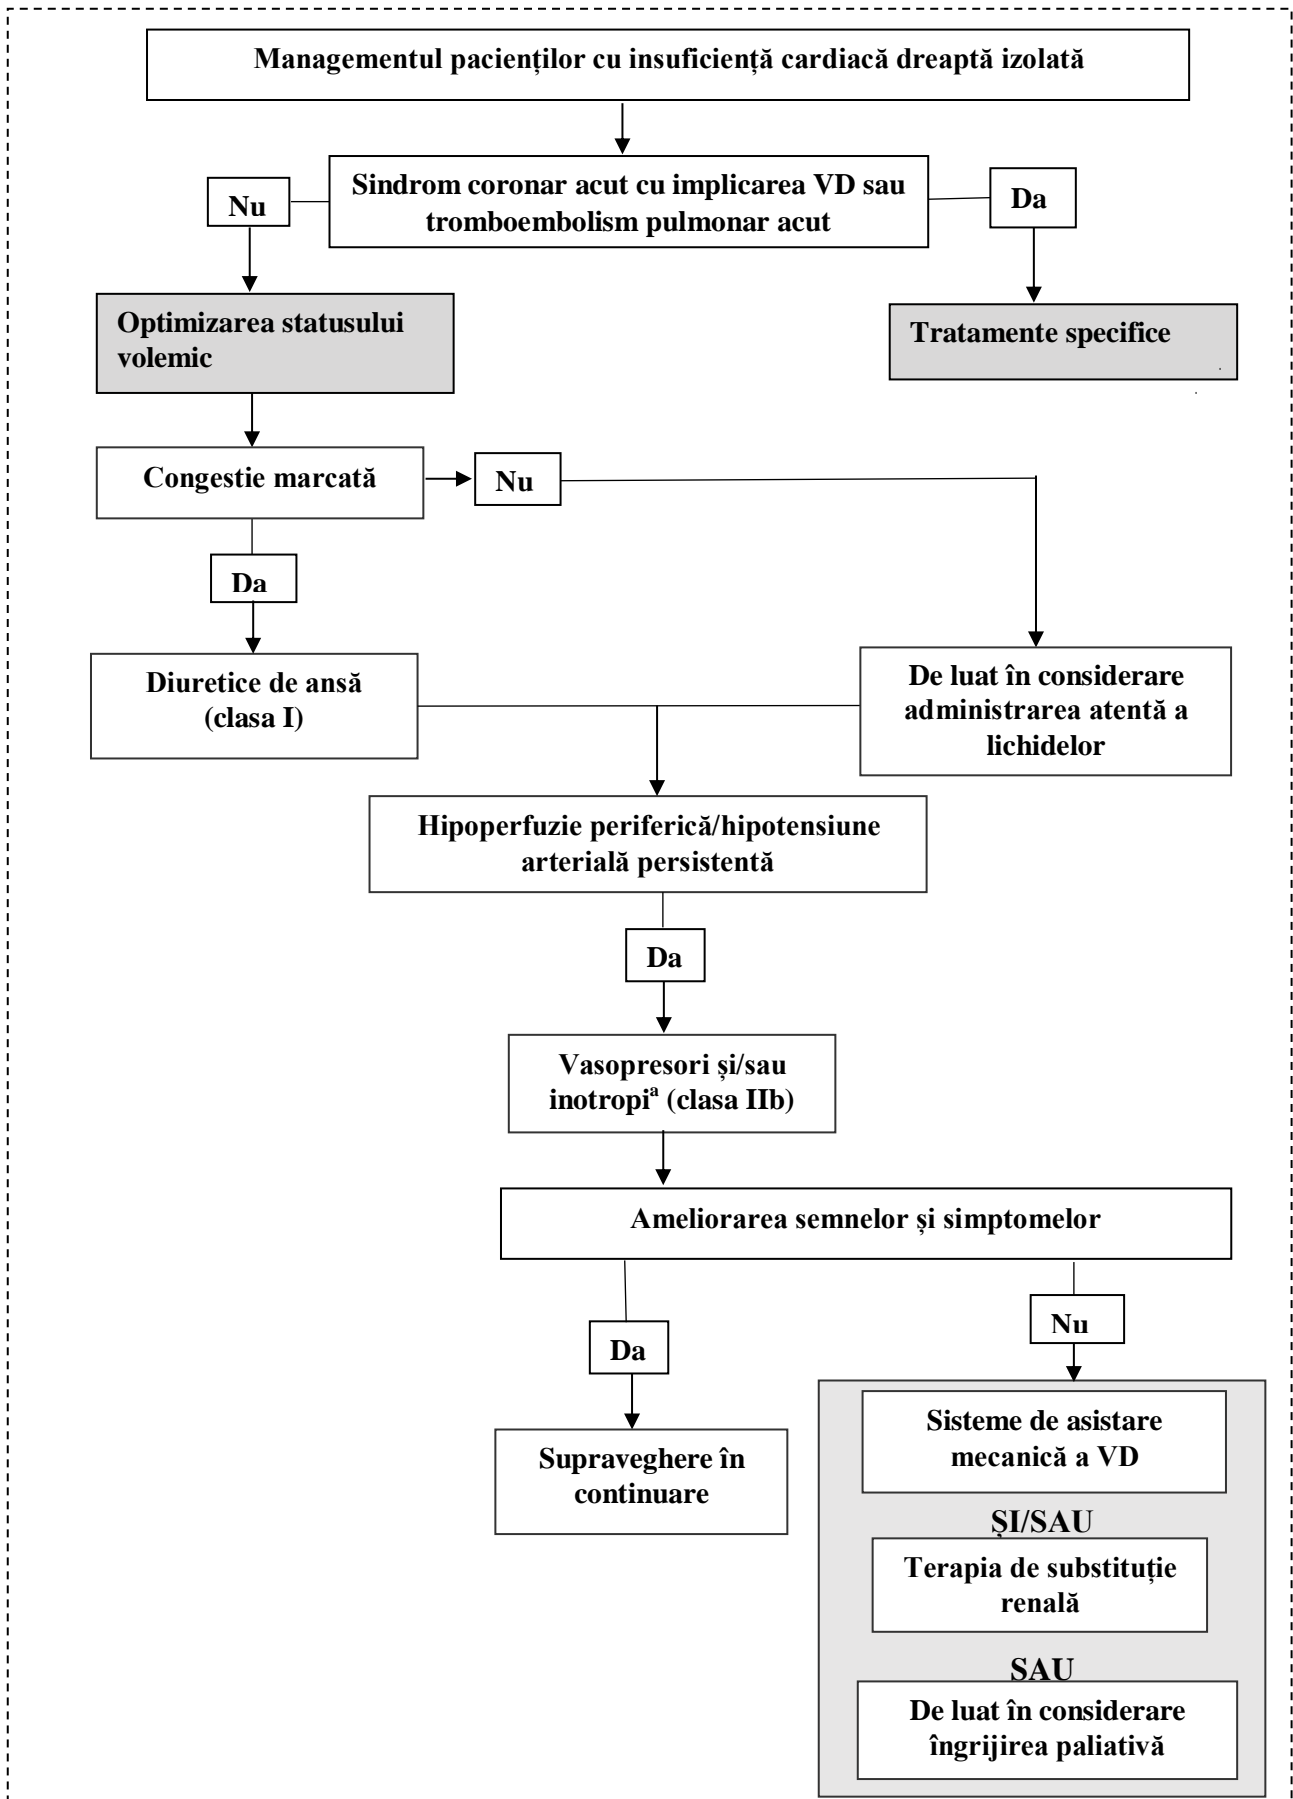 Managementul pacienților cu insuficiență cardiacă dreaptă izolată
Sindrom coronar acut cu implicarea VD sau
tromboembolism pulmonar acut
Nu
Da
Optimizarea statusului
volemic
Tratamente specifice
Congestie marcată
Nu
Da
Diuretice de ansă
(clasa I)
De luat în considerare
administrarea atentă a
lichidelor
Hipoperfuzie periferică/hipotensiune
arterială persistentă
Da
Vasopresori și/sau
inotropiᵃ (clasa IIb)
Ameliorarea semnelor și simptomelor
Da
Nu
Supraveghere în
continuare
Sisteme de asistare
mecanică a VD
ȘI/SAU
Terapia de substituție
renală
SAU
De luat în considerare
îngrijirea paliativă